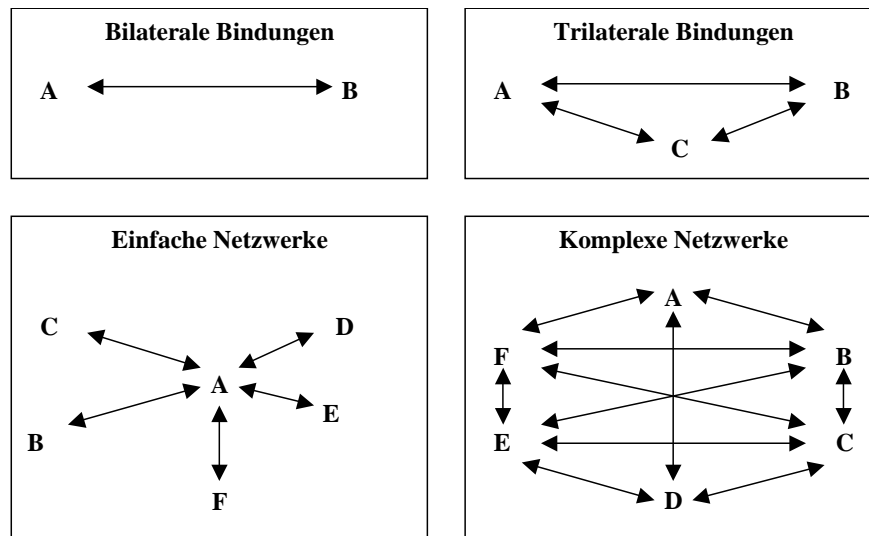 Bilaterale Bindungen
A B
Trilaterale Bindungen
A B
C
Einfache Netzwerke
C D
A
E
B
F
Komplexe Netzwerke
A
F B
E C
D